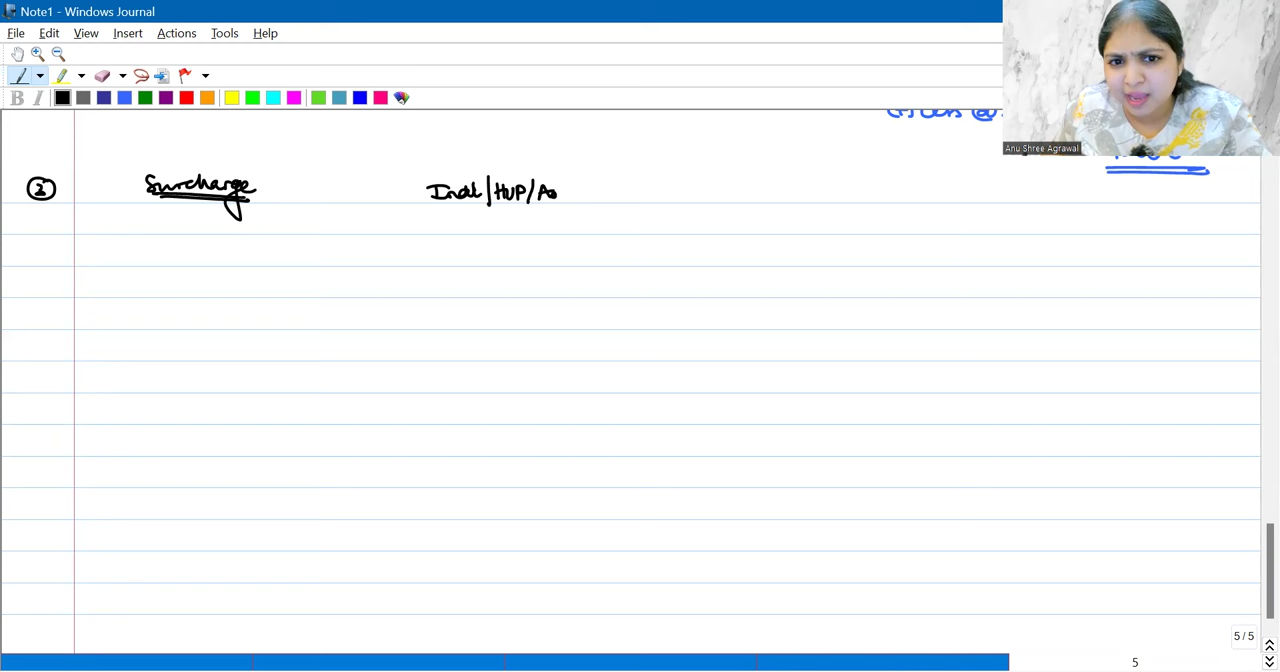 Note1 - Windows Journal
File Edit View Insert Actions Tools Help
B I
Anu Shree Agrawal
② Surcharge Indl/HUF/Ao
5 / 5
5